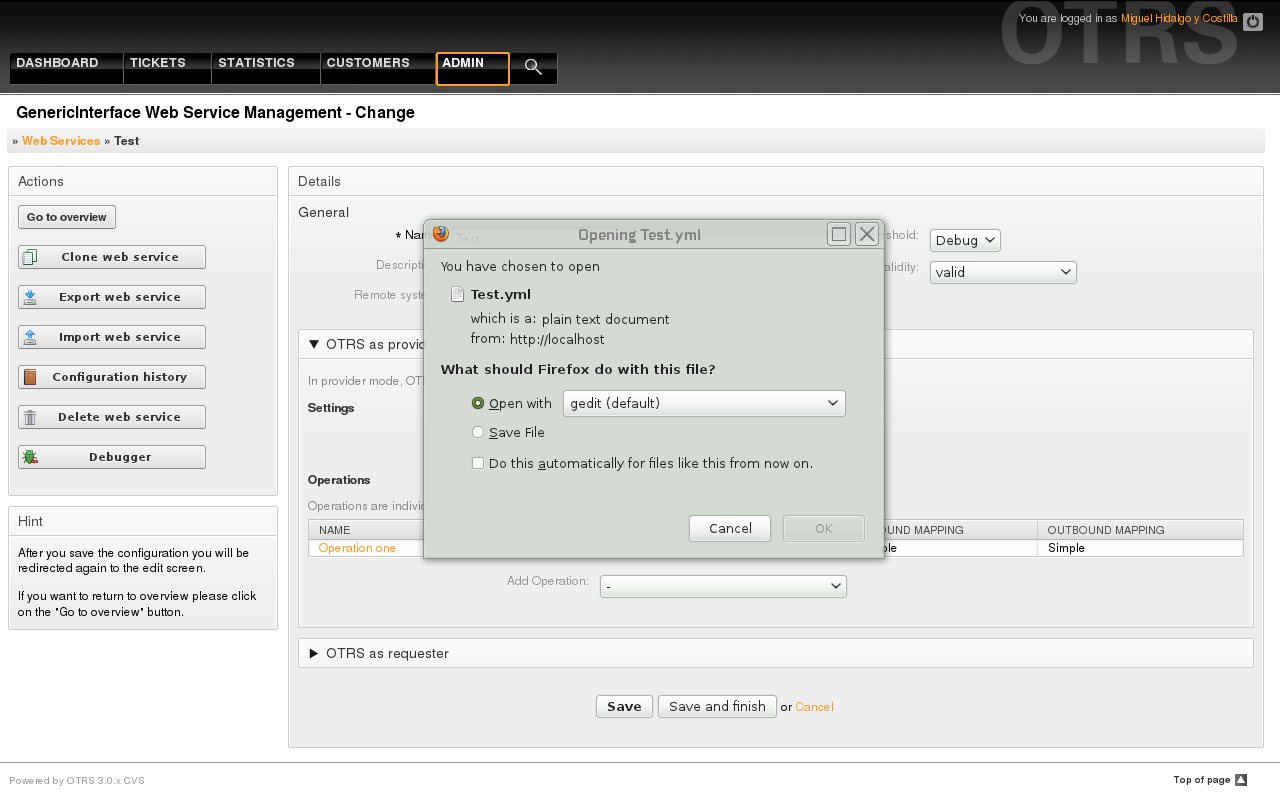 OTRS
You are logged in as Miguel Hidalgo y Costilla
DASHBOARD TICKETS STATISTICS CUSTOMERS ADMIN
GenericInterface Web Service Management - Change
» Web Services » Test
Actions
Go to overview
Clone web service
Export web service
Import web service
Configuration history
Delete web service
Debugger
Hint
After you save the configuration you will be
redirected again to the edit screen.
If you want to return to overview please click
on the "Go to overview" button.
Details
General
* Nam
Test
shold:
Debug
Descripti
alidity:
valid
Remote syste
Opening Test.yml
You have chosen to open
Test.yml
which is a: plain text document
from: http://localhost
What should Firefox do with this file?
Open with gedit (default)
Save File
Do this automatically for files like this from now on.
Cancel OK
OTRS as provid
In provider mode, OT
Settings
Operations
Operations are individ
NAME OUND MAPPING OUTBOUND MAPPING
Operation one ple Simple
Add Operation: -
OTRS as requester
Save Save and finish or Cancel
Powered by OTRS 3.0.x CVS
Top of page